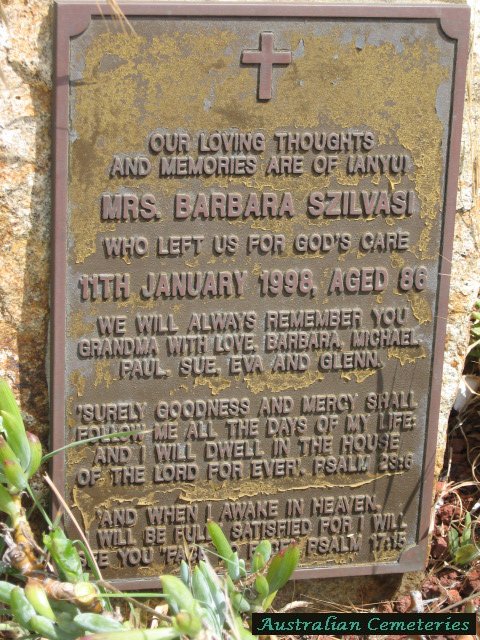 OUR LOVING THOUGHTS
AND MEMORIES ARE OF (ANYU)
MRS. BARBARA SZILVASI
WHO LEFT US FOR GOD'S CARE
11TH JANUARY 1998, AGED 86
WE WILL ALWAYS REMEMBER YOU
GRANDMA WITH LOVE, BARBARA, MICHAEL,
PAUL, SUE, EVA AND GLENN.
'SURELY GOODNESS AND MERCY SHALL
FOLLOW ME ALL THE DAYS OF MY LIFE:
AND I WILL DWELL IN THE HOUSE
OF THE LORD FOR EVER'. PSALM 23:6
'AND WHEN I AWAKE IN HEAVEN,
I WILL BE FULLY SATISFIED FOR I WILL
SEE YOU PSALM 17:15
Australian Cemeteries